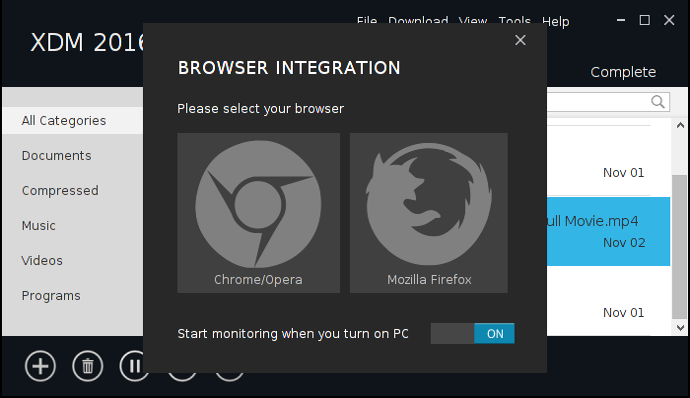 File Download View Tools Help
XDM 2016
Complete
BROWSER INTEGRATION
Please select your browser
All Categories
Documents
Compressed
Music
Videos
Programs
Chrome/Opera
Mozilla Firefox
Nov 01
Movie.mp4
Nov 02
Nov 01
Start monitoring when you turn on PC
ON